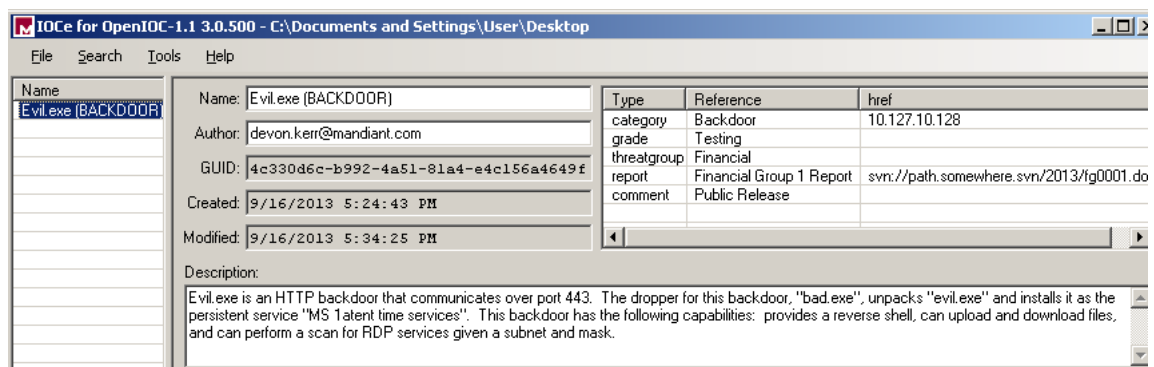 IOCe for OpenIOC-1.1 3.0.500 - C:\Documents and Settings\User\Desktop
File Search Tools Help
Name
Evil.exe (BACKDOOR)
Name: Evil.exe (BACKDOOR)
Author: devon.kerr@mandiant.com
GUID: 4c330d6c-b992-4a51-81a4-e4c156a4649f
Created: 9/16/2013 5:24:43 PM
Modified: 9/16/2013 5:34:25 PM
Type Reference href
category Backdoor 10.127.10.128
grade Testing
threatgroup Financial
report Financial Group 1 Report svn://path.somewhere.svn/2013/fg0001.do
comment Public Release
Description:
Evil.exe is an HTTP backdoor that communicates over port 443. The dropper for this backdoor, "bad.exe", unpacks "evil.exe" and installs it as the
persistent service "MS 1atent time services". This backdoor has the following capabilities: provides a reverse shell, can upload and download files,
and can perform a scan for RDP services given a subnet and mask.